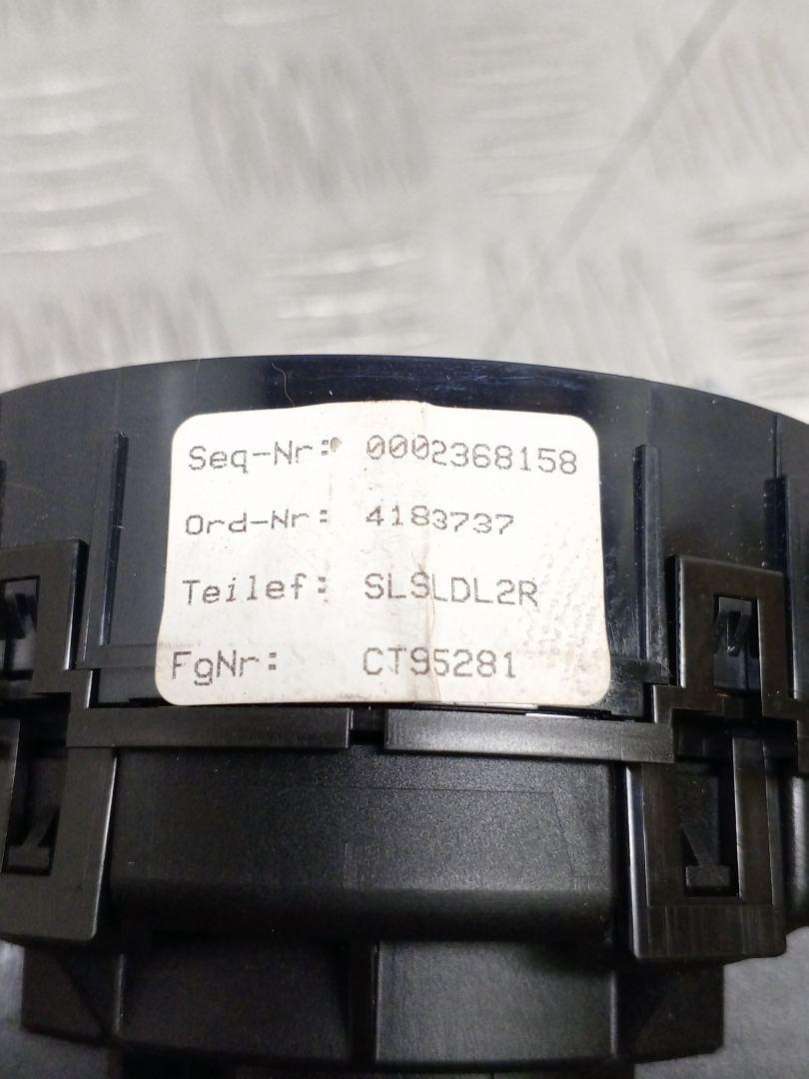 Seq-Nr: 0002368158
Ord-Nr: 4183737
Teilef: SLSLDL2R
FgNr: CT95281